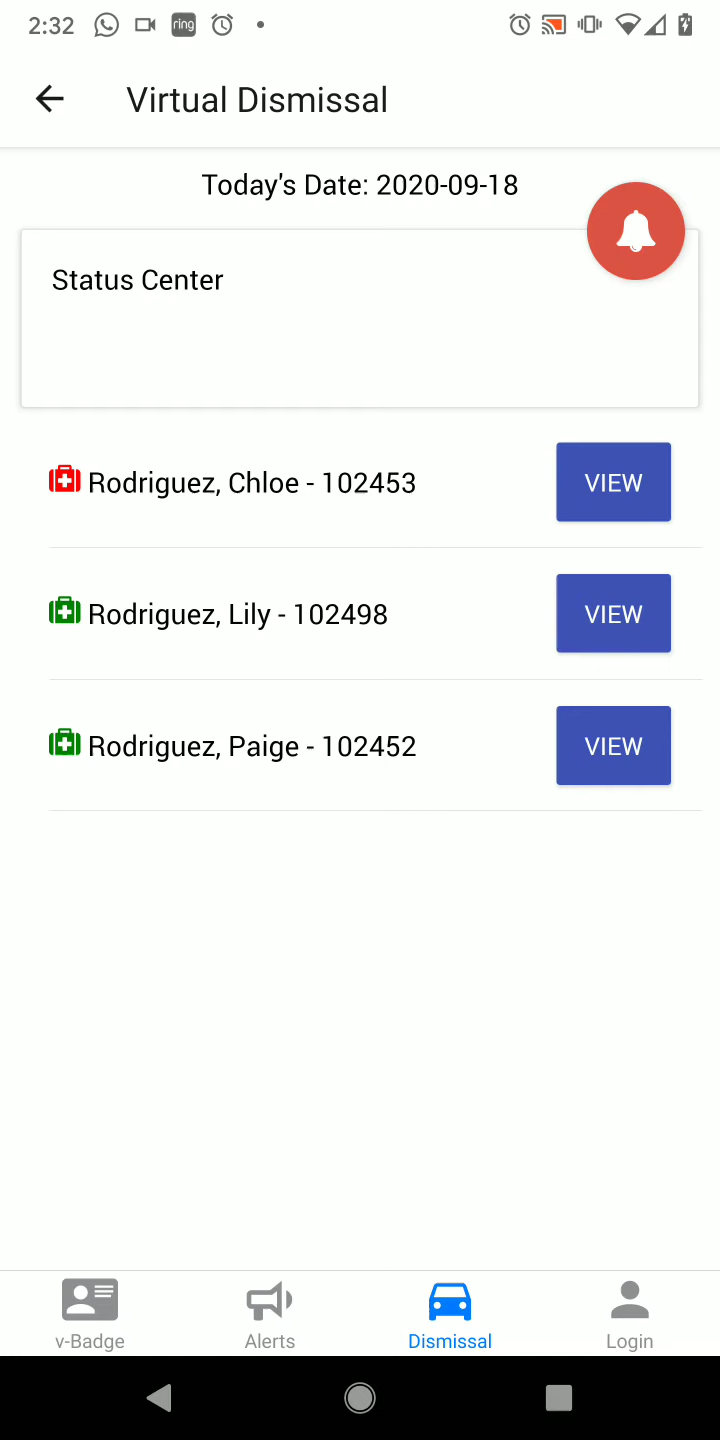 2:32 ring
Virtual Dismissal
Today's Date: 2020-09-18
Status Center
Rodriguez, Chloe - 102453 VIEW
Rodriguez, Lily - 102498 VIEW
Rodriguez, Paige - 102452 VIEW
v-Badge Alerts Dismissal Login